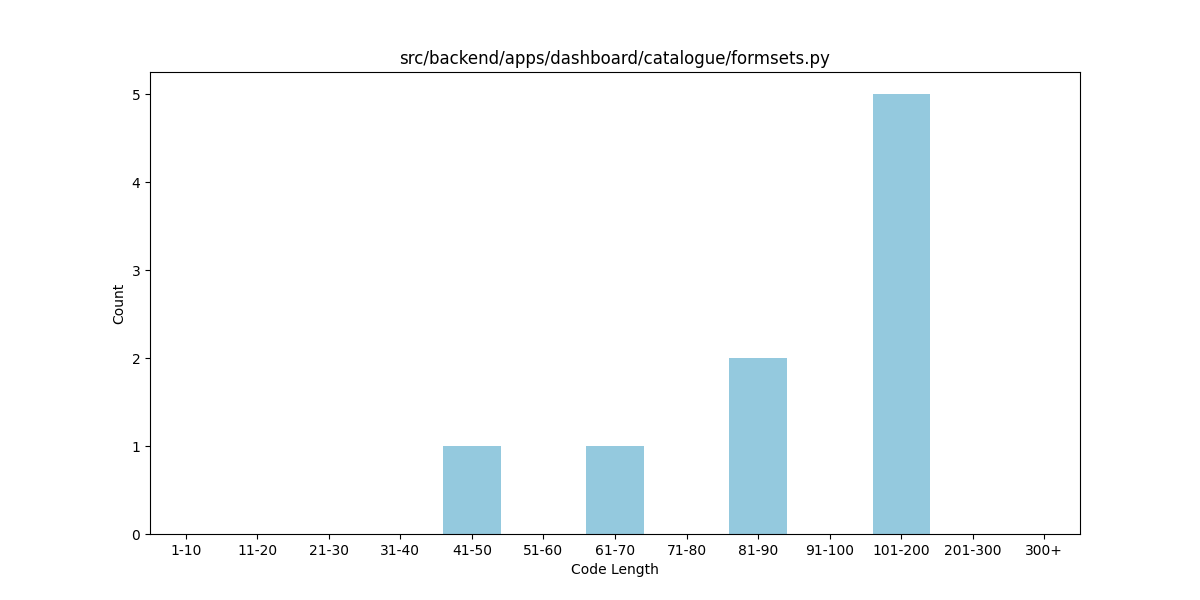 src/backend/apps/dashboard/catalogue/formsets.py
5
4
3
2
1
0
Count
1-10 11-20 21-30 31-40 41-50 51-60 61-70 71-80 81-90 91-100 101-200 201-300 300+
Code Length